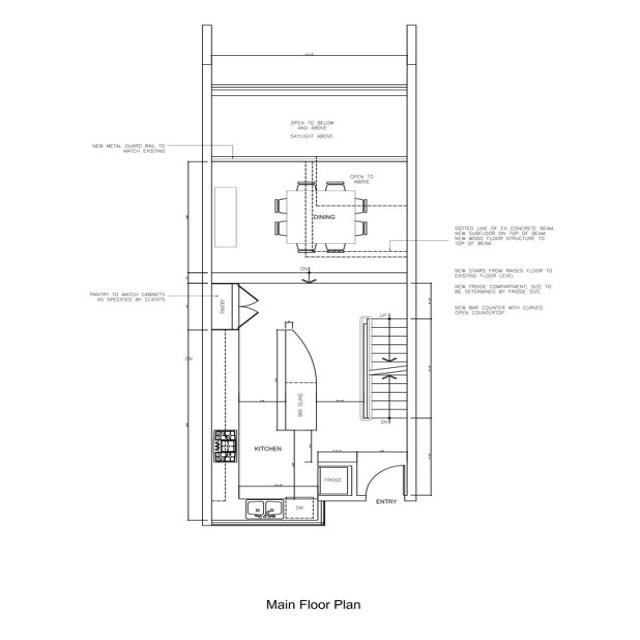 OPEN TO BELOW
AND ABOVE
SKYLIGHT ABOVE
NEW METAL GUARD RAIL TO
MATCH EXISTING
OPEN TO
ABOVE
DINING
DOTTED LINE OF EX CONCRETE BEAM,
NEW SUBFLOOR ON TOP OF BEAM.
NEW WOOD FLOOR STRUCTURE TO
TOP OF BEAM.
DN
NEW STAIRS FROM RAISED FLOOR TO
EXISTING FLOOR LEVEL
NEW FRIDGE COMPARTMENT; SIZE TO
BE DETERMINED BY FRIDGE SIZE.
PANTRY TO MATCH CABINETS
AS SPECIFIED BY CLIENTS
PANTRY
NEW BAR COUNTER WITH CURVED
OPEN COUNTERTOP
UP
BAR ISLAND
DN
KITCHEN
FRIDGE
ENTRY
DW
Main Floor Plan